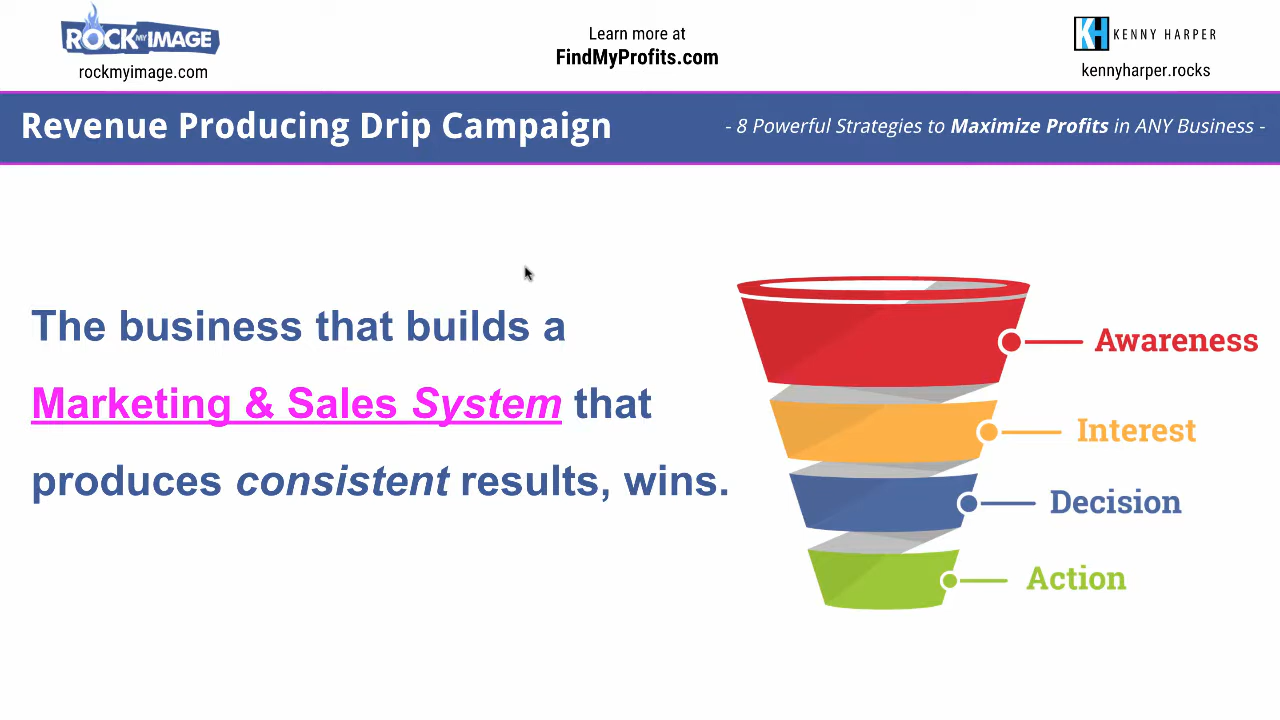 ROCK MY IMAGE
rockmyimage.com
Learn more at
FindMyProfits.com
KH KENNY HARPER
kennyharper.rocks
Revenue Producing Drip Campaign
- 8 Powerful Strategies to Maximize Profits in ANY Business -
The business that builds a
Marketing & Sales System that
produces consistent results, wins.
Awareness
Interest
Decision
Action